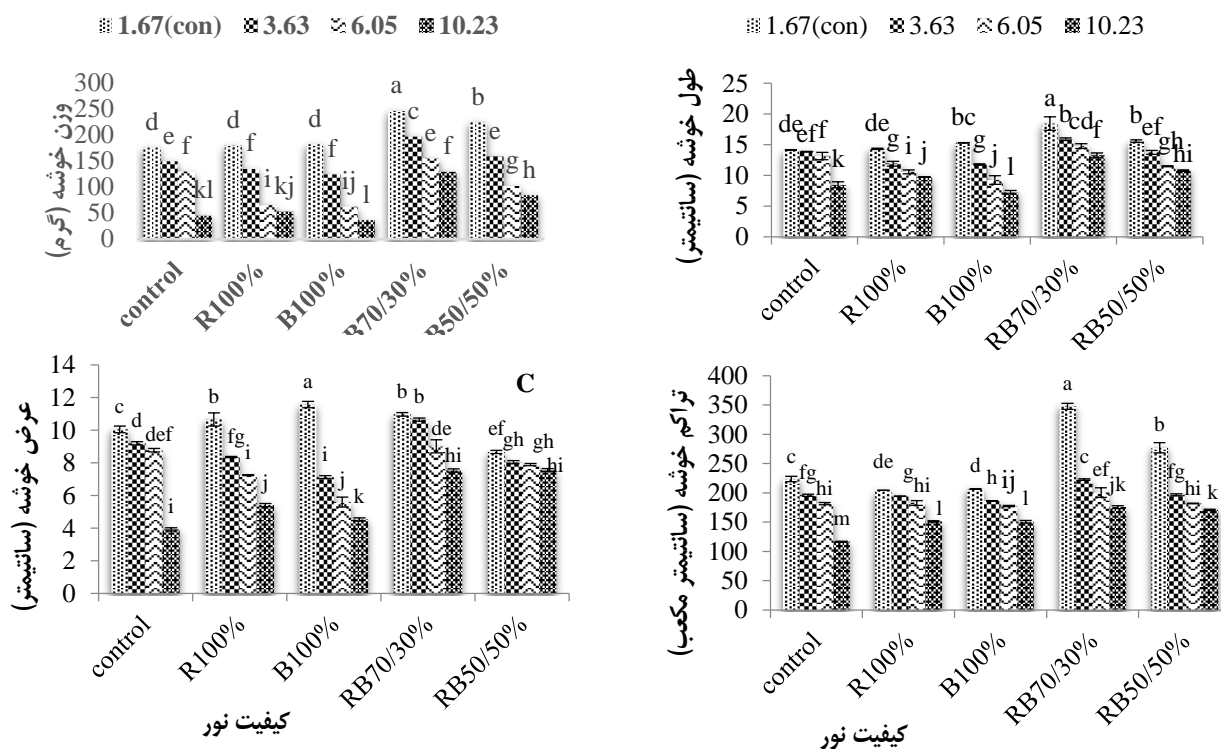 1.67(con) 3.63 6.05 10.23
وزن خوشه (گرم)
300
250
200
150
100
50
0
d e f kl
d f i kj
d f ij l
a c e f
b e g h
control R100% B100% B70/30% B50/50%
1.67(con) 3.63 6.05 10.23
طول خوشه (سانتیمتر)
25
20
15
10
5
0
de ef f k
de g i j
bc g j l
a b cd f
b ef gh hi
control R100% B100% RB70/30% RB50/50%
عرض خوشه (سانتیمتر)
14
12
10
8
6
4
2
0
C
c d def i
b fg i j
a i j k
b b de hi
ef gh gh hi
control R100% B100% RB70/30% RB50/50%
کیفیت نور
تراکم خوشه (سانتیمتر مکعب)
400
350
300
250
200
150
100
50
0
c fg hi m
de g hi l
d h ij l
a c ef jk
b fg hi k
control R100% B100% RB70/30% RB50/50%
کیفیت نور